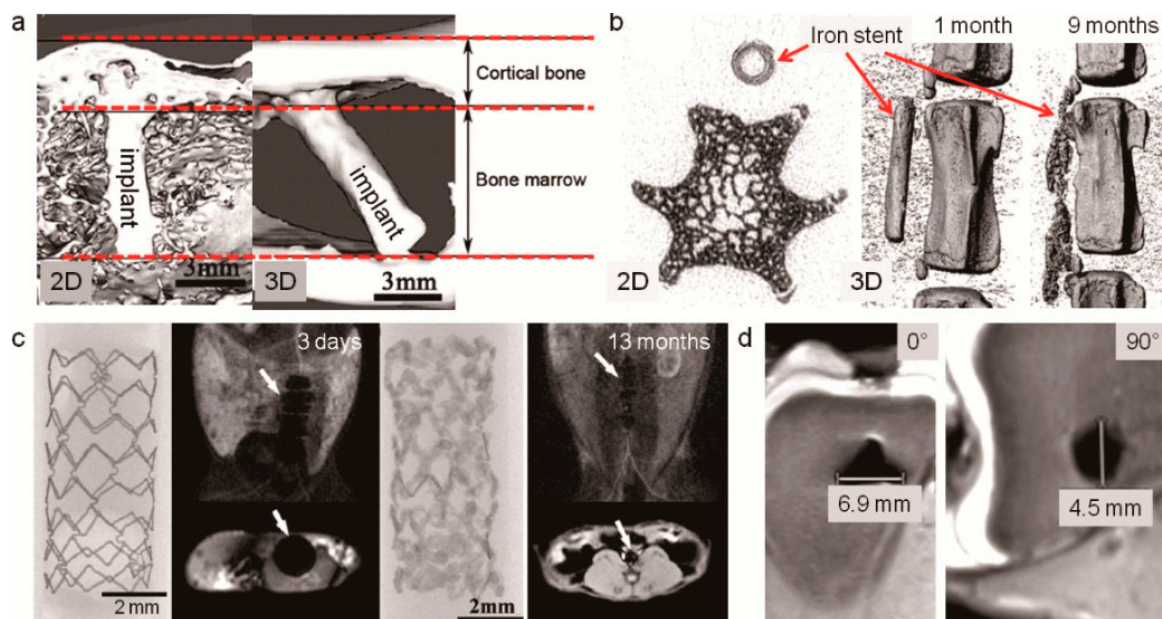 a
Cortical bone
Bone marrow
implant
implant
2D
3mm
3D
3mm
b
Iron stent
1 month
9 months
2D
3D
c
3 days
13 months
2 mm
2mm
d
0°
90°
6.9 mm
4.5 mm